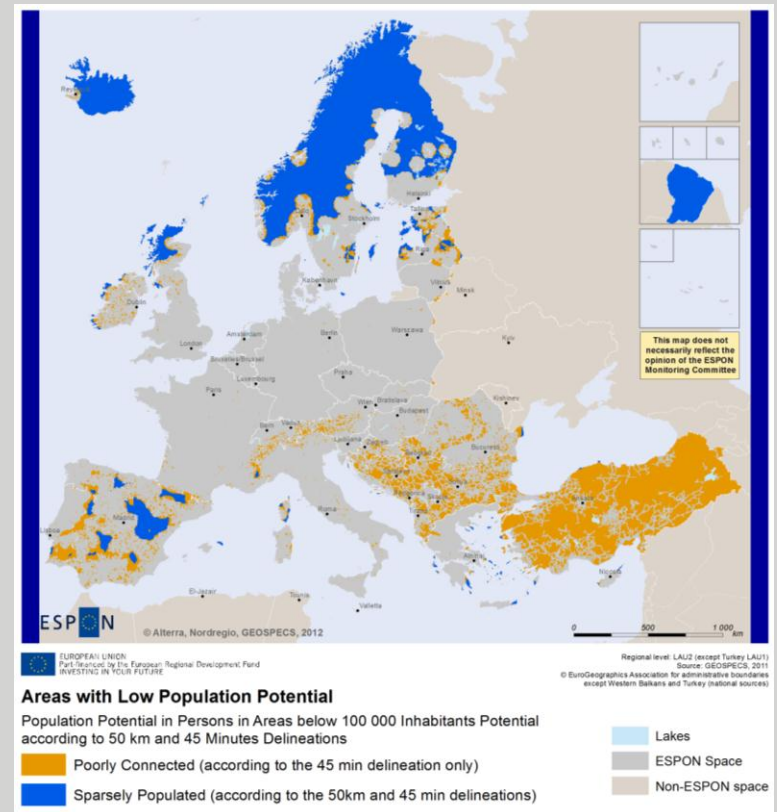 Helsinki
Tallinn
Stockholm
Riga
København
Vilnius
Minsk
Dublin
Amsterdam
Berlin
Warszawa
London
Bruxelles/Brussel
Kyiv
Luxembourg
Praha
Paris
Wien
Bratislava
Kishinev
Budapest
Bern
Vaduz
Ljubljana
Zagreb
Bucuresti
Roma
Ankara
Madrid
Lisboa
Nicosia
El-Jazair
Tounis
Valletta
This map does not
necessarily reflect the
opinion of the ESPON
Monitoring Committee
ESPON
© Alterra, Nordregio, GEOSPECS, 2012
0 500 1 000
km
EUROPEAN UNION
Part-financed by the European Regional Development Fund
INVESTING IN YOUR FUTURE
Regional level: LAU2 (except Turkey LAU1)
Source: GEOSPECS, 2011
© EuroGeographics Association for administrative boundaries
except Western Balkans and Turkey (national sources)
Areas with Low Population Potential
Population Potential in Persons in Areas below 100 000 Inhabitants Potential
according to 50 km and 45 Minutes Delineations
Poorly Connected (according to the 45 min delineation only)
Sparsely Populated (according to the 50km and 45 min delineations)
Lakes
ESPON Space
Non-ESPON space